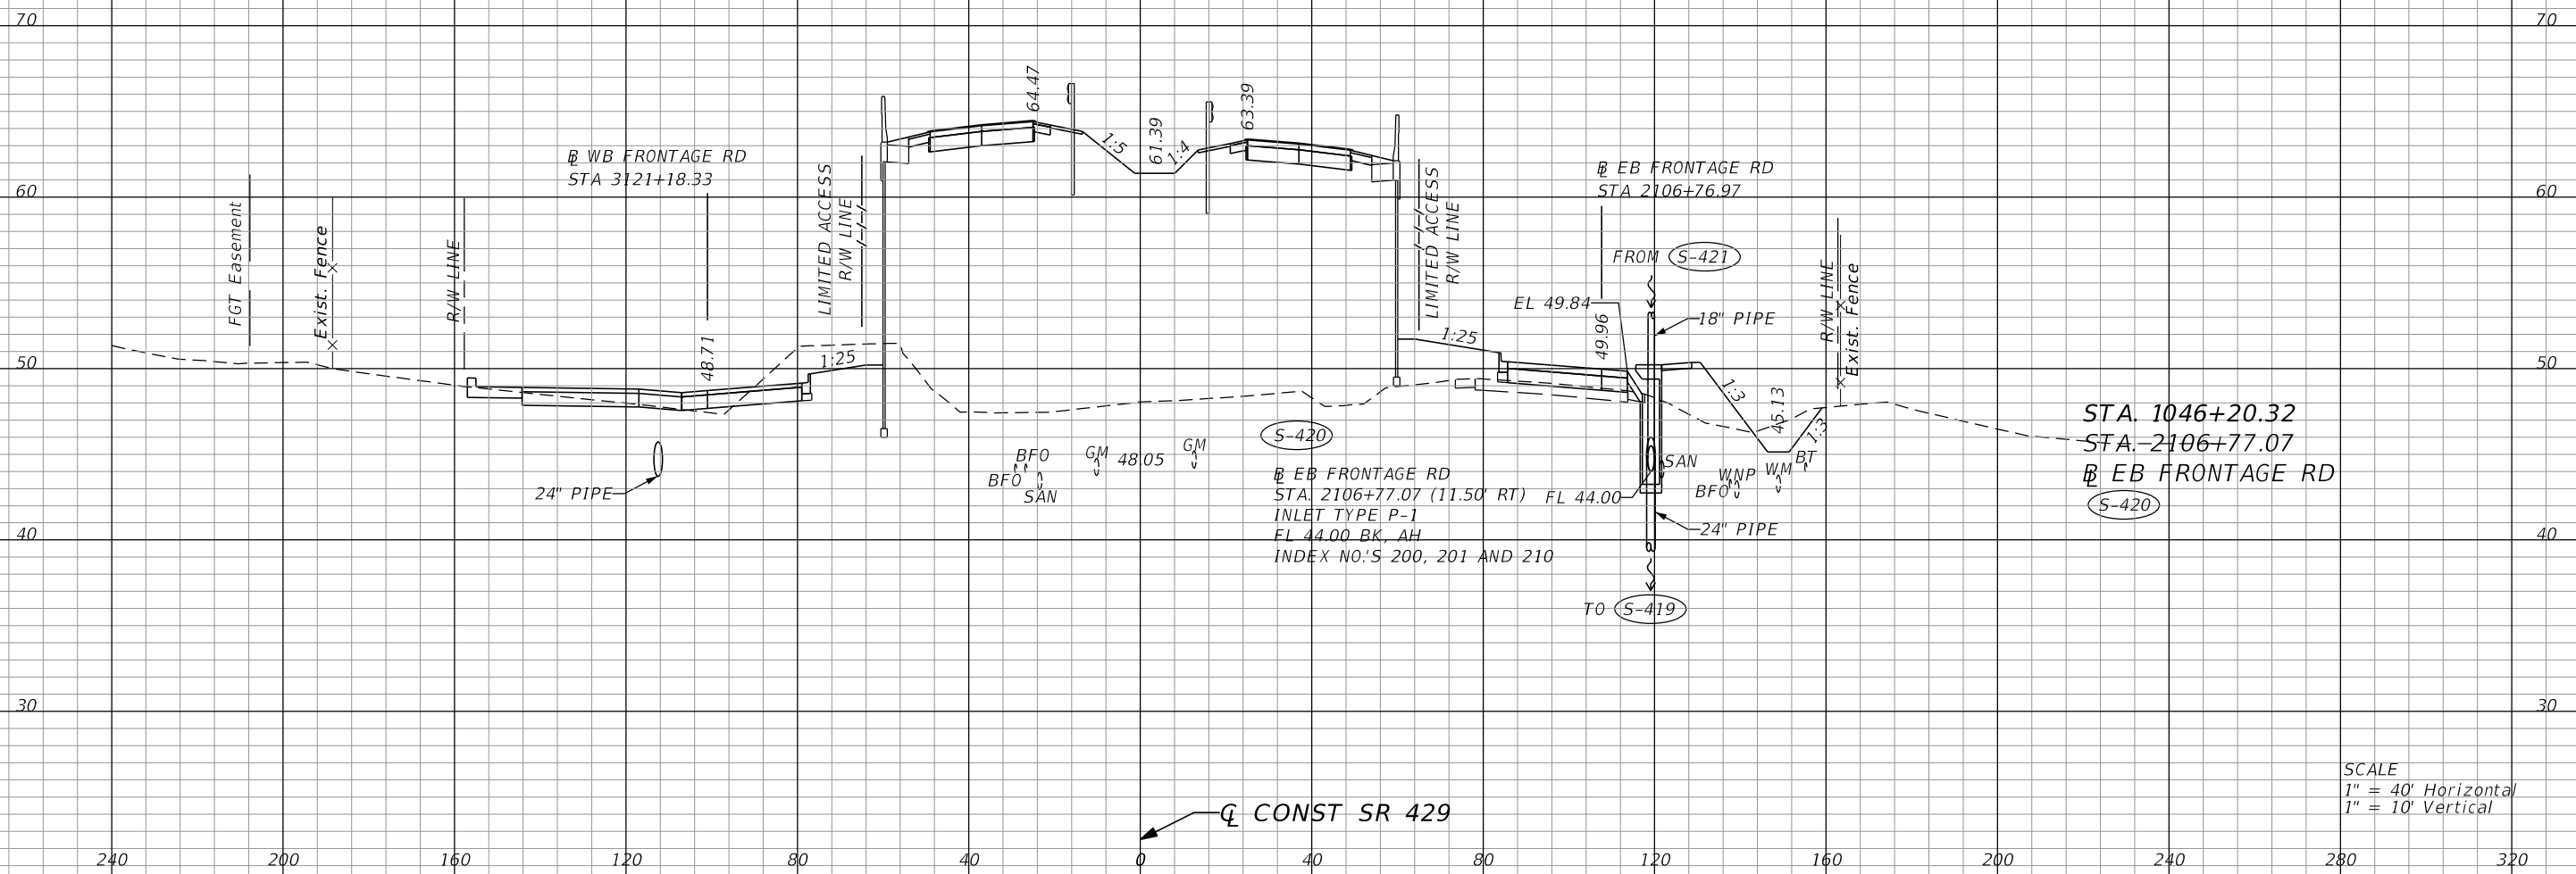 70
70
60
60
50
50
40
40
30
30
FGT Easement
Exist. Fence
R/W LINE
B WB FRONTAGE RD
STA 3121+18.33
48.71
LIMITED ACCESS
R/W LINE
1:25
24" PIPE
64.47
1:5
61.39
1:4
63.39
BFO
BFO
SAN
GM
48.05
GM
LIMITED ACCESS
R/W LINE
1:25
B EB FRONTAGE RD
STA 2106+76.97
FROM S-421
EL 49.84
49.96
18" PIPE
S-420
B EB FRONTAGE RD
STA. 2106+77.07 (11.50' RT)
INLET TYPE P-1
FL 44.00 BK, AH
INDEX NO.'S 200, 201 AND 210
FL 44.00
SAN
24" PIPE
TO S-419
1:3
45.13
1:3
BFO
WNP
WM
BT
R/W LINE
Exist. Fence
STA. 1046+20.32
STA. 2106+77.07
B EB FRONTAGE RD
S-420
SCALE
1" = 40' Horizontal
1" = 10' Vertical
CL CONST SR 429
240 200 160 120 80 40 0 40 80 120 160 200 240 280 320